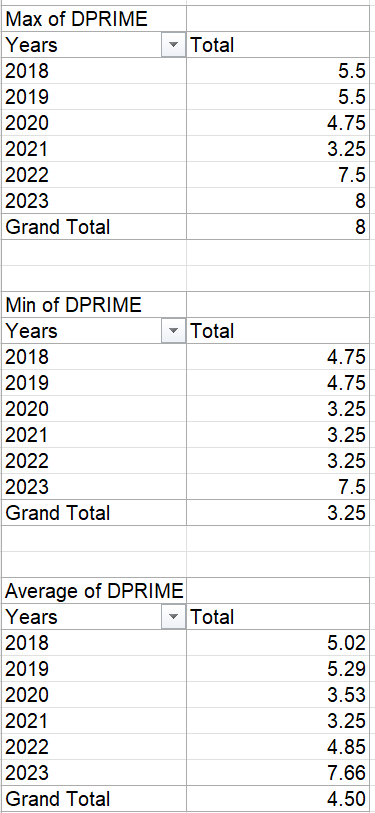 Max of DPRIME
Years Total
2018 5.5
2019 5.5
2020 4.75
2021 3.25
2022 7.5
2023 8
Grand Total 8
Min of DPRIME
Years Total
2018 4.75
2019 4.75
2020 3.25
2021 3.25
2022 3.25
2023 7.5
Grand Total 3.25
Average of DPRIME
Years Total
2018 5.02
2019 5.29
2020 3.53
2021 3.25
2022 4.85
2023 7.66
Grand Total 4.50